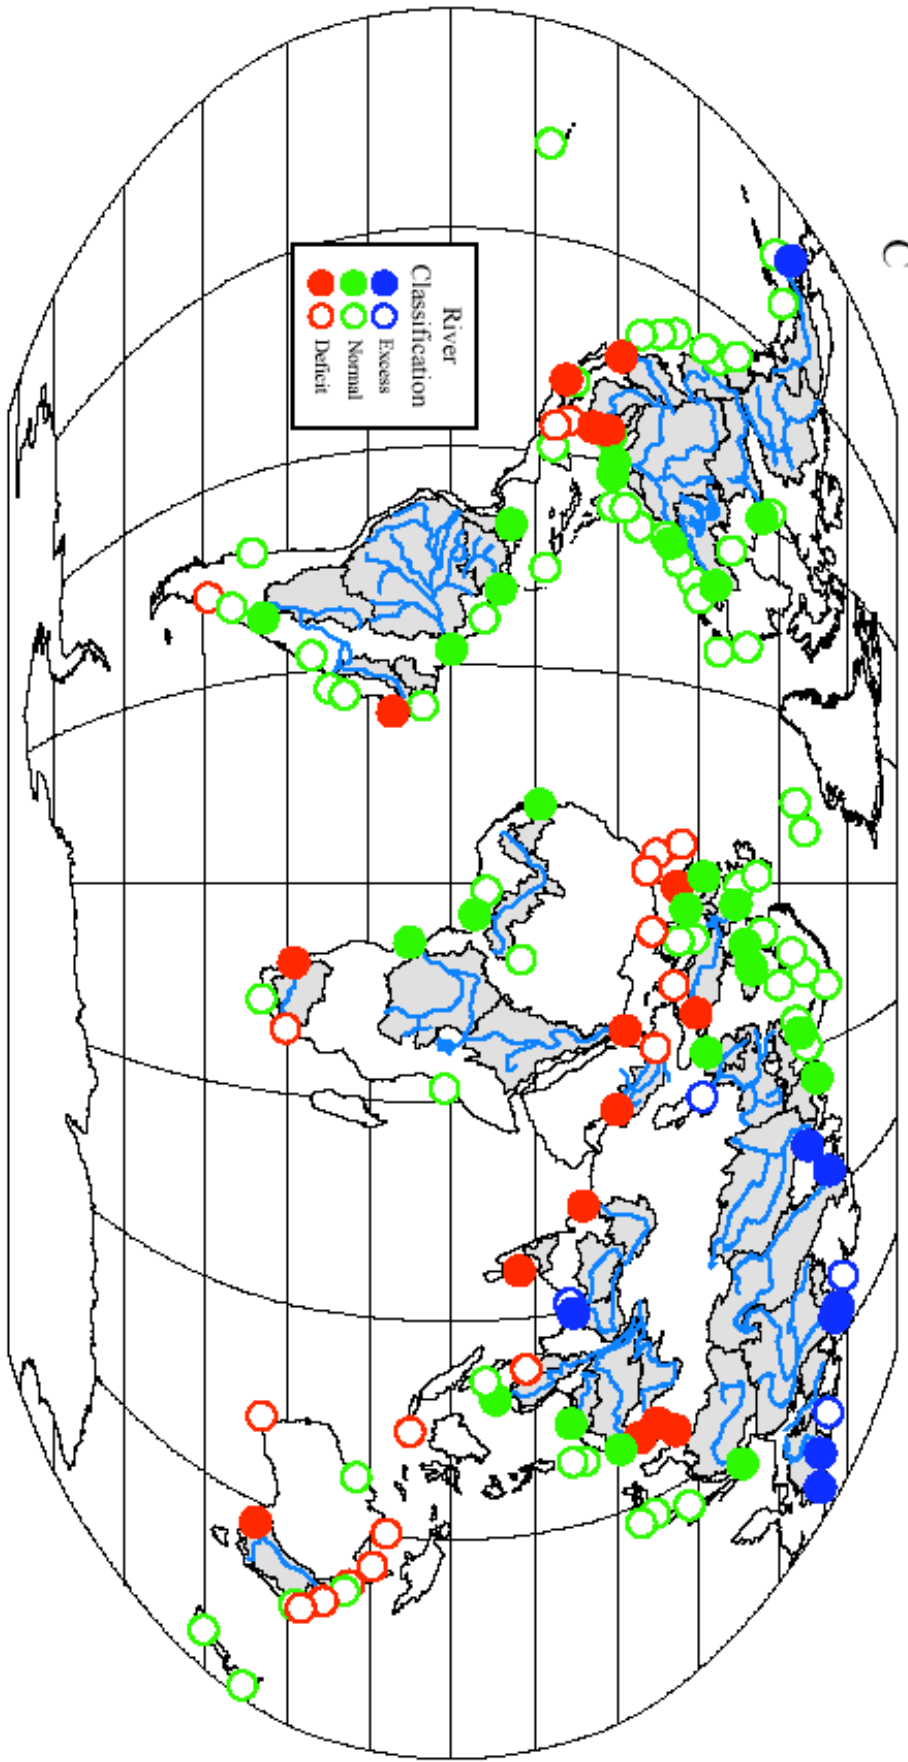 C
River
Classification
Excess
Normal
Deficit